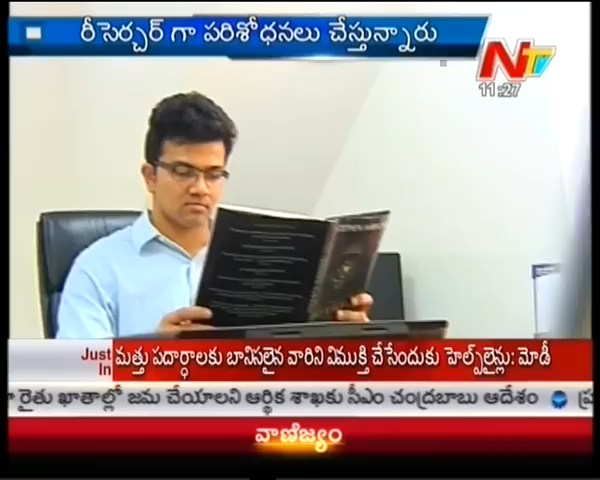 రీసెర్చర్ గా పరిశోధనలు చేస్తున్నారు
NTV
11:27
Just In
మత్తు పదార్ధాలకు బానిసలైన వారిని విముక్తి చేసేందుకు హెల్ప్‌లైన్లు: మోడీ
రైతు ఖాతాల్లో జమ చేయాలని ఆర్థిక శాఖకు సీఎం చంద్రబాబు ఆదేశం
వాణిజ్యం